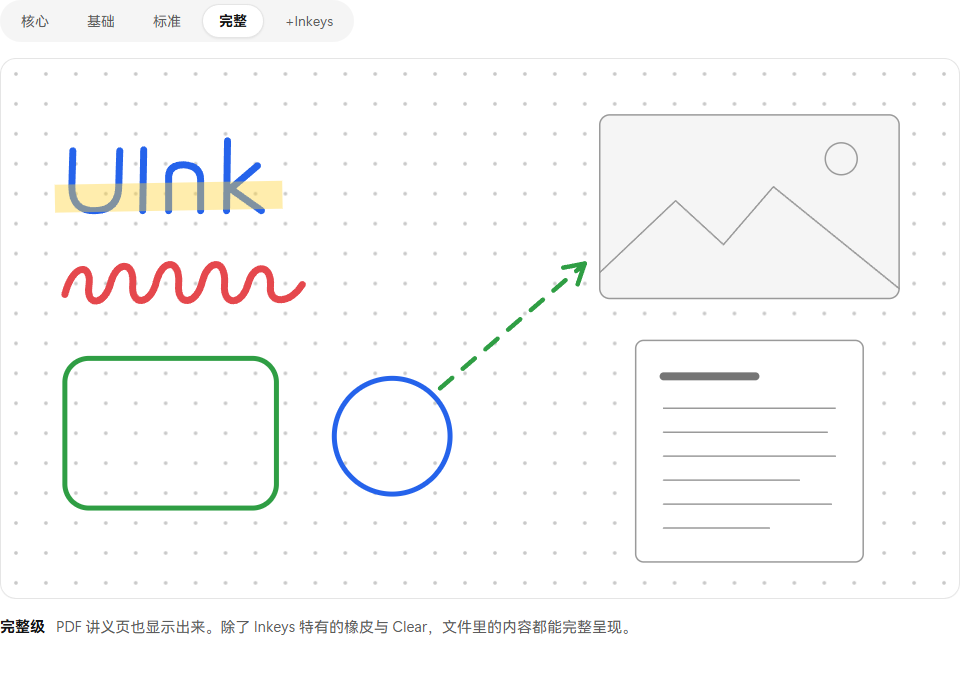 核心 基础 标准 完整 +Inkeys
UInk
完整级 PDF 讲义页也显示出来。除了 Inkeys 特有的橡皮与 Clear，文件里的内容都能完整呈现。